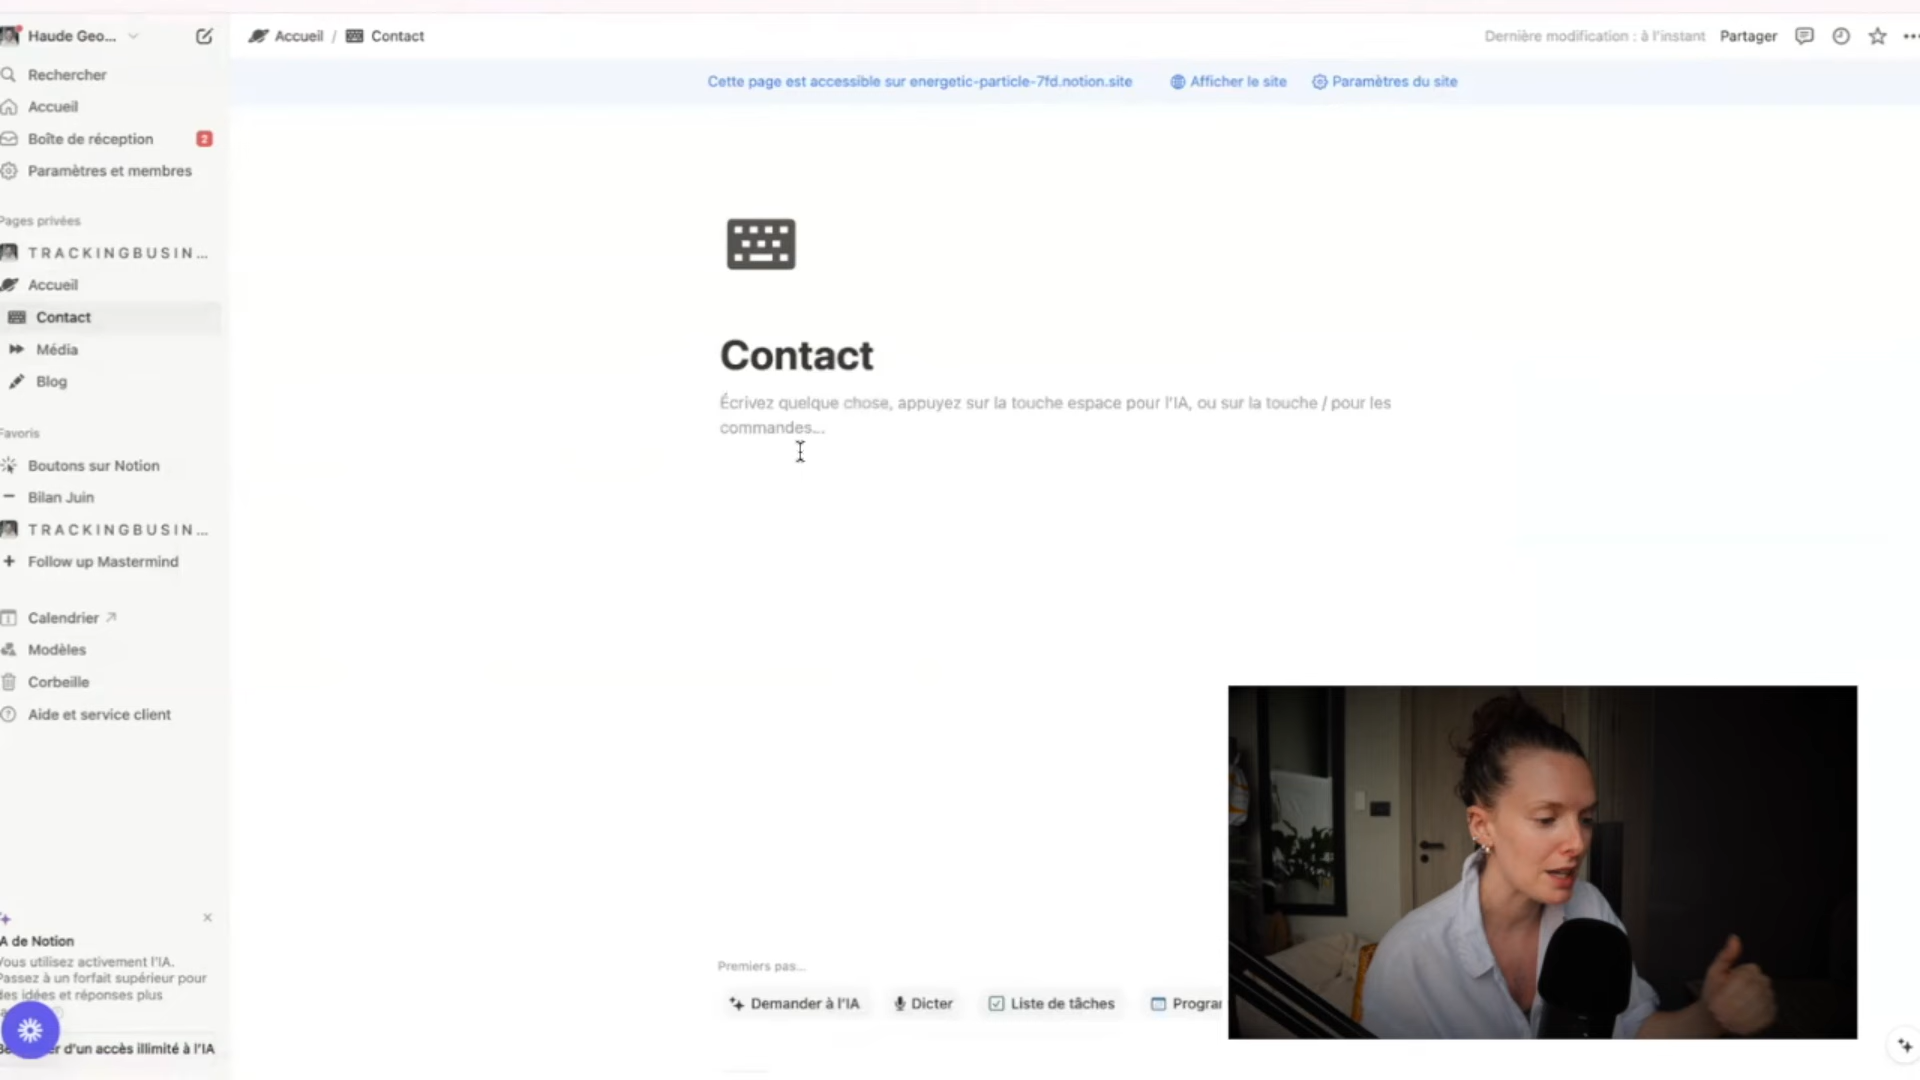 Haude Geo...
Accueil / Contact
Dernière modification : à l'instant
Partager
Cette page est accessible sur energetic-particle-7fd.notion.site
Afficher le site
Paramètres du site
Rechercher
Accueil
Boîte de réception
2
Paramètres et membres
Pages privées
T R A C K I N G B U S I N ...
Accueil
Contact
Média
Blog
Favoris
Boutons sur Notion
Bilan Juin
T R A C K I N G B U S I N ...
Follow up Mastermind
Calendrier
Modèles
Corbeille
Aide et service client
Contact
Écrivez quelque chose, appuyez sur la touche espace pour l'IA, ou sur la touche / pour les
commandes...
A de Notion
Vous utilisez activement l'IA.
Passez à un forfait supérieur pour
des idées et réponses plus
d'un accès illimité à l'IA
Premiers pas...
Demander à l'IA
Dicter
Liste de tâches
Progra